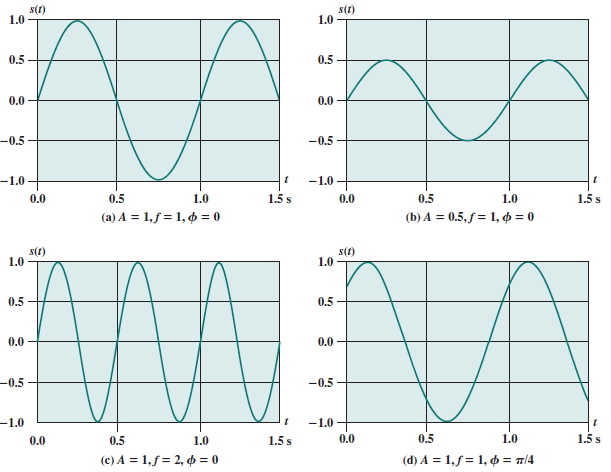 s(t) s(t)
1.0 1.0
0.5 0.5
0.0 0.0
−0.5 −0.5
−1.0 t −1.0 t
0.0 0.5 1.0 1.5 s 0.0 0.5 1.0 1.5 s
(a) A = 1, f = 1, ϕ = 0 (b) A = 0.5, f = 1, ϕ = 0
s(t) s(t)
1.0 1.0
0.5 0.5
0.0 0.0
−0.5 −0.5
−1.0 t −1.0 t
0.0 0.5 1.0 1.5 s 0.0 0.5 1.0 1.5 s
(c) A = 1, f = 2, ϕ = 0 (d) A = 1, f = 1, ϕ = π/4